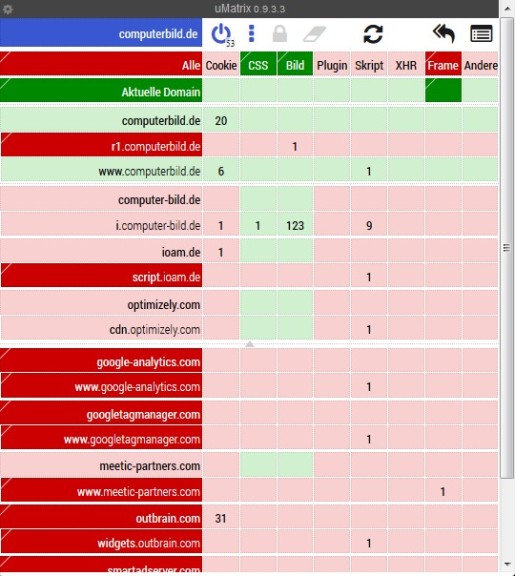 uMatrix 0.9.3.3
computerbild.de 53
Alle Cookie CSS Bild Plugin Skript XHR Frame Andere
Aktuelle Domain
computerbild.de 20
r1.computerbild.de 1
www.computerbild.de 6 1
computer-bild.de
i.computer-bild.de 1 1 123 9
ioam.de 1
script.ioam.de 1
optimizely.com
cdn.optimizely.com 1
google-analytics.com
www.google-analytics.com 1
googletagmanager.com
www.googletagmanager.com 1
meetic-partners.com
www.meetic-partners.com 1
outbrain.com 31
widgets.outbrain.com 1
smartadserver.com